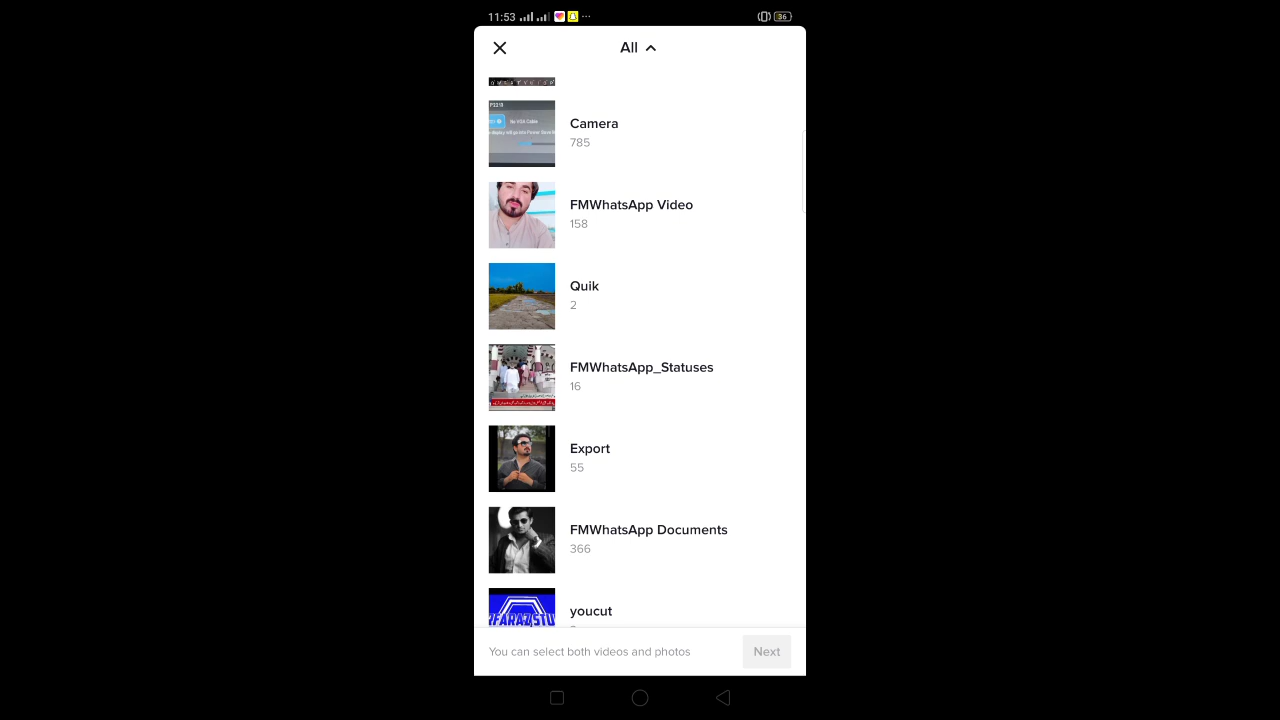 11:53
36
All
Camera
785
FMWhatsApp Video
158
Quik
2
FMWhatsApp_Statuses
16
Export
55
FMWhatsApp Documents
366
youcut
You can select both videos and photos
Next